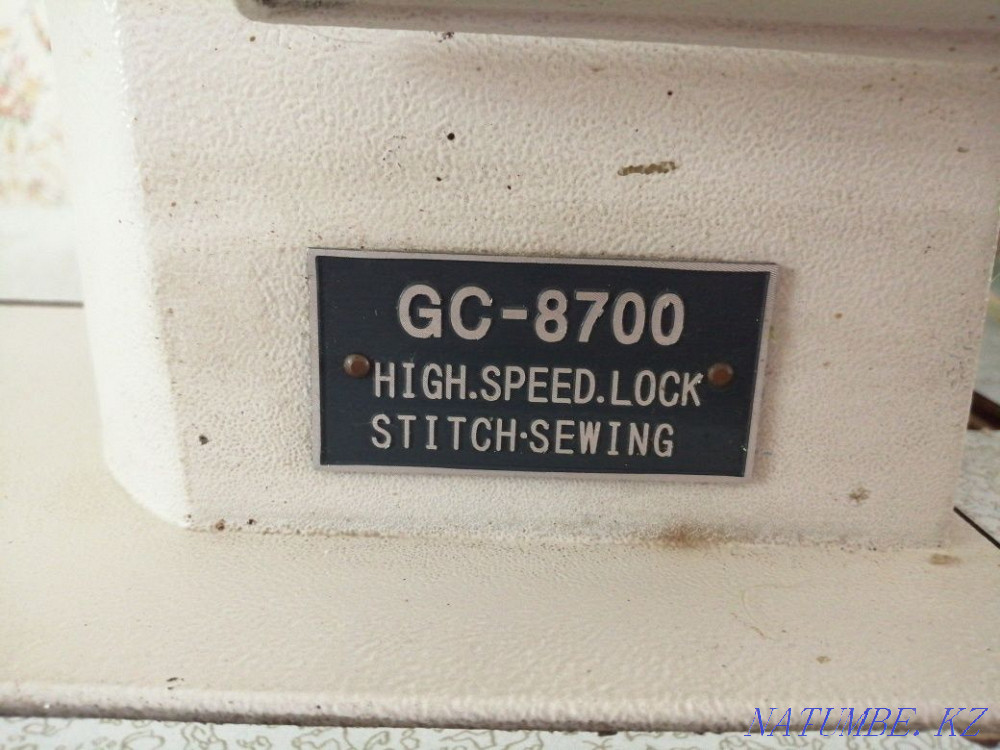 GC-8700
HIGH.SPEED.LOCK
STITCH·SEWING
NATUMBE. KZ